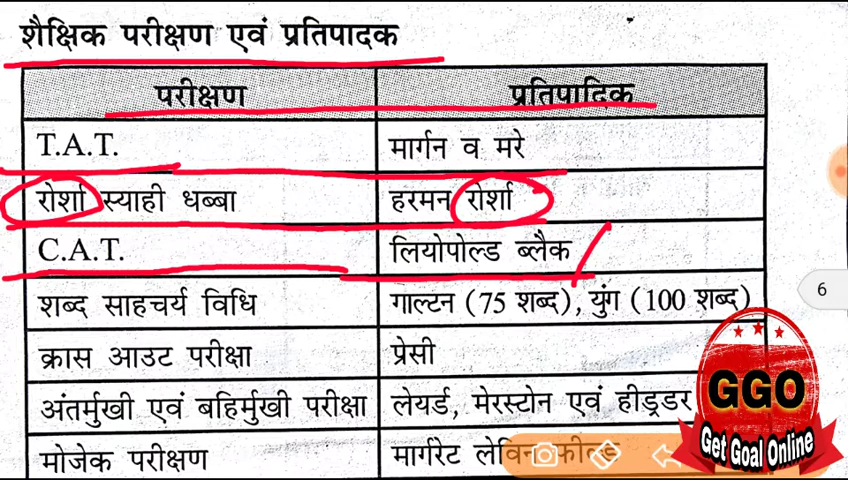 शैक्षिक परीक्षण एवं प्रतिपादक
परीक्षण प्रतिपादिक
T.A.T. मार्गन व मरे
रोर्शा स्याही धब्बा हरमन रोर्शा
C.A.T. लियोपोल्ड ब्लैक
शब्द साहचर्य विधि गाल्टन (75 शब्द), युंग (100 शब्द)
क्रास आउट परीक्षा प्रेसी
अंतर्मुखी एवं बहिर्मुखी परीक्षा लेयर्ड, मेरस्टोन एवं हीड्रडर
मोजेक परीक्षण मार्गरेट लेविन फील्ड
6
GGO
Get Goal Online